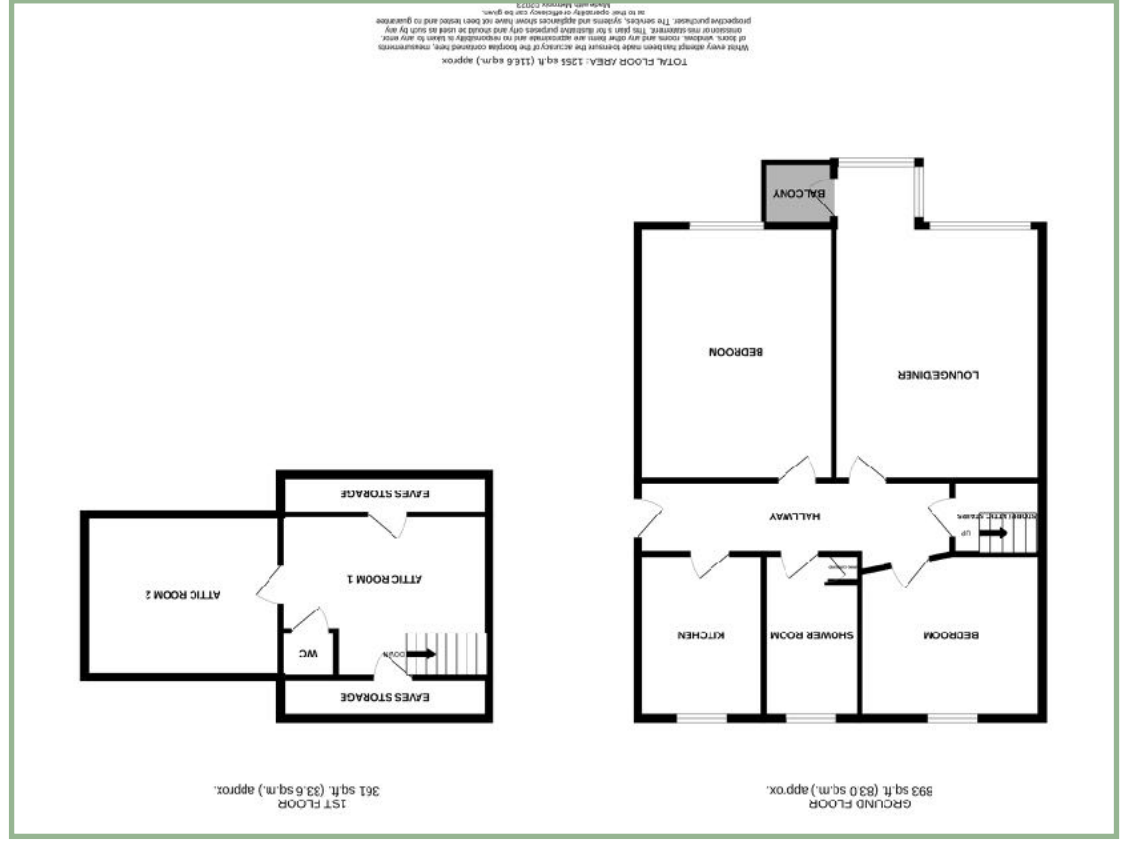 GROUND FLOOR
893 sq.ft. (83.0 sq.m.) approx.
1ST FLOOR
361 sq.ft. (33.6 sq.m.) approx.
BEDROOM
SHOWER ROOM
KITCHEN
UP
STORE/ATTIC STAIRS
HALLWAY
LOUNGE/DINER
BEDROOM
BALCONY
EAVES STORAGE
DOWN
WC
ATTIC ROOM 1
ATTIC ROOM 2
EAVES STORAGE
TOTAL FLOOR AREA: 1255 sq.ft. (116.6 sq.m.) approx.
Whilst every attempt has been made to ensure the accuracy of the floorplan contained here, measurements
of doors, windows, rooms and any other items are approximate and no responsibility is taken for any error,
omission or mis-statement. This plan is for illustrative purposes only and should be used as such by any
prospective purchaser. The services, systems and appliances shown have not been tested and no guarantee
as to their operability or efficiency can be given.
Made with